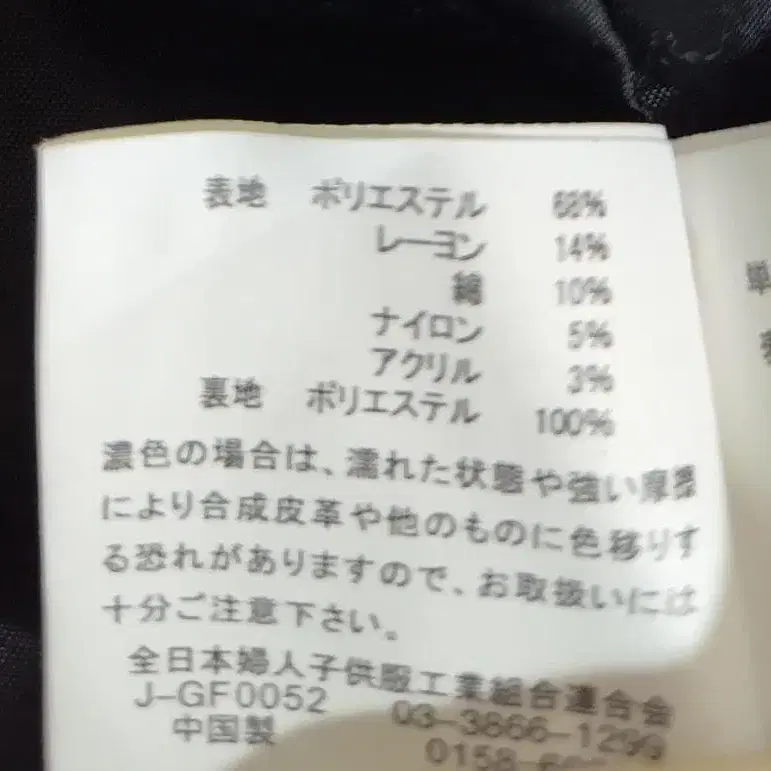 表地 ポリエステル 68%
レーヨン 14%
綿 10%
ナイロン 5%
アクリル 3%
裏地 ポリエステル 100%
濃色の場合は、濡れた状態や強い摩擦
により合成皮革や他のものに色移りす
る恐れがありますので、お取扱いには
十分ご注意下さい。
全日本婦人子供服工業組合連合会
J-GF0052 03-3866-1299
中国製 0158-
単